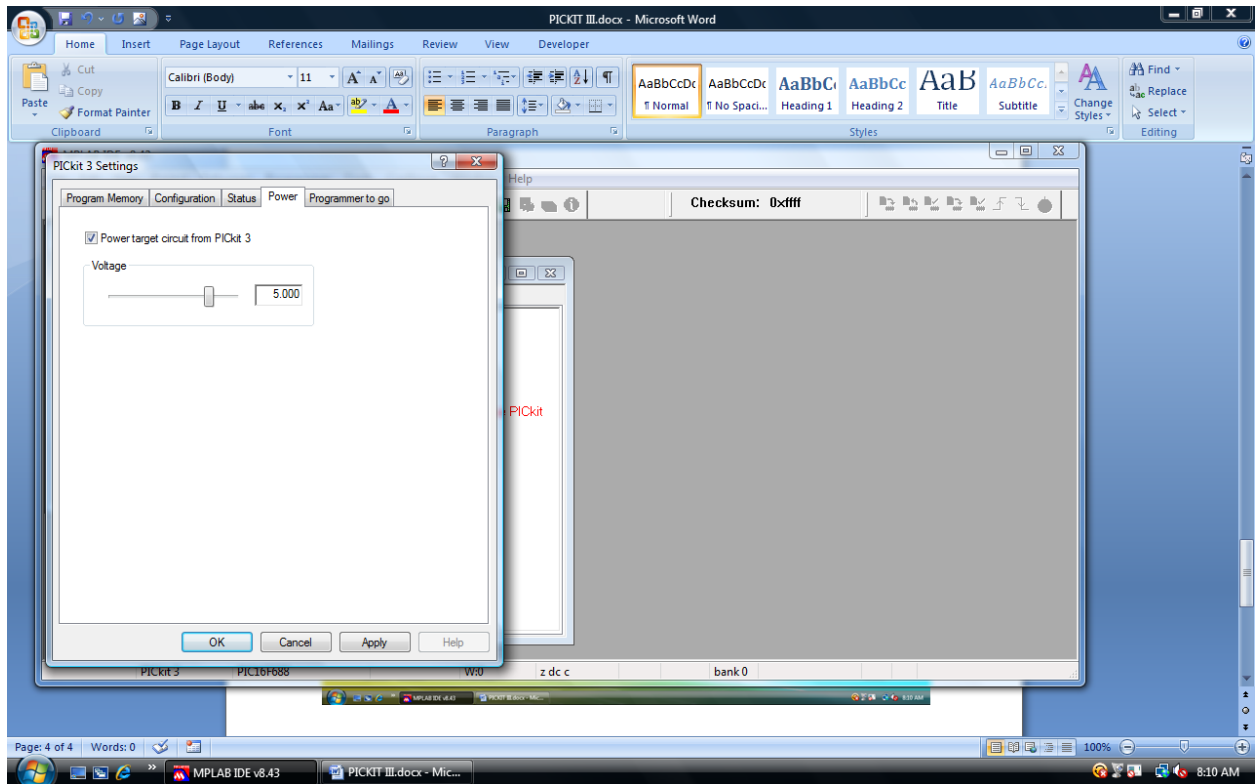 PICKIT III.docx - Microsoft Word
Home Insert Page Layout References Mailings Review View Developer
Cut
Copy
Format Painter
Paste
Clipboard
Calibri (Body) 11
Font
Paragraph
AaBbCcDc AaBbCcDc AaBbC AaBbCc AaB AaBbCc.
¶ Normal ¶ No Spaci... Heading 1 Heading 2 Title Subtitle
Change
Styles
Styles
Find
Replace
Select
Editing
PICkit 3 Settings
Help
Program Memory Configuration Status Power Programmer to go
Checksum: 0xffff
Power target circuit from PICkit 3
Voltage
5.000
PICkit
OK Cancel Apply Help
PICkit 3 PIC16F688 W:0 z dc c bank 0
Page: 4 of 4 Words: 0 100%
MPLAB IDE v8.43 PICKIT III.docx - Mic... 8:10 AM